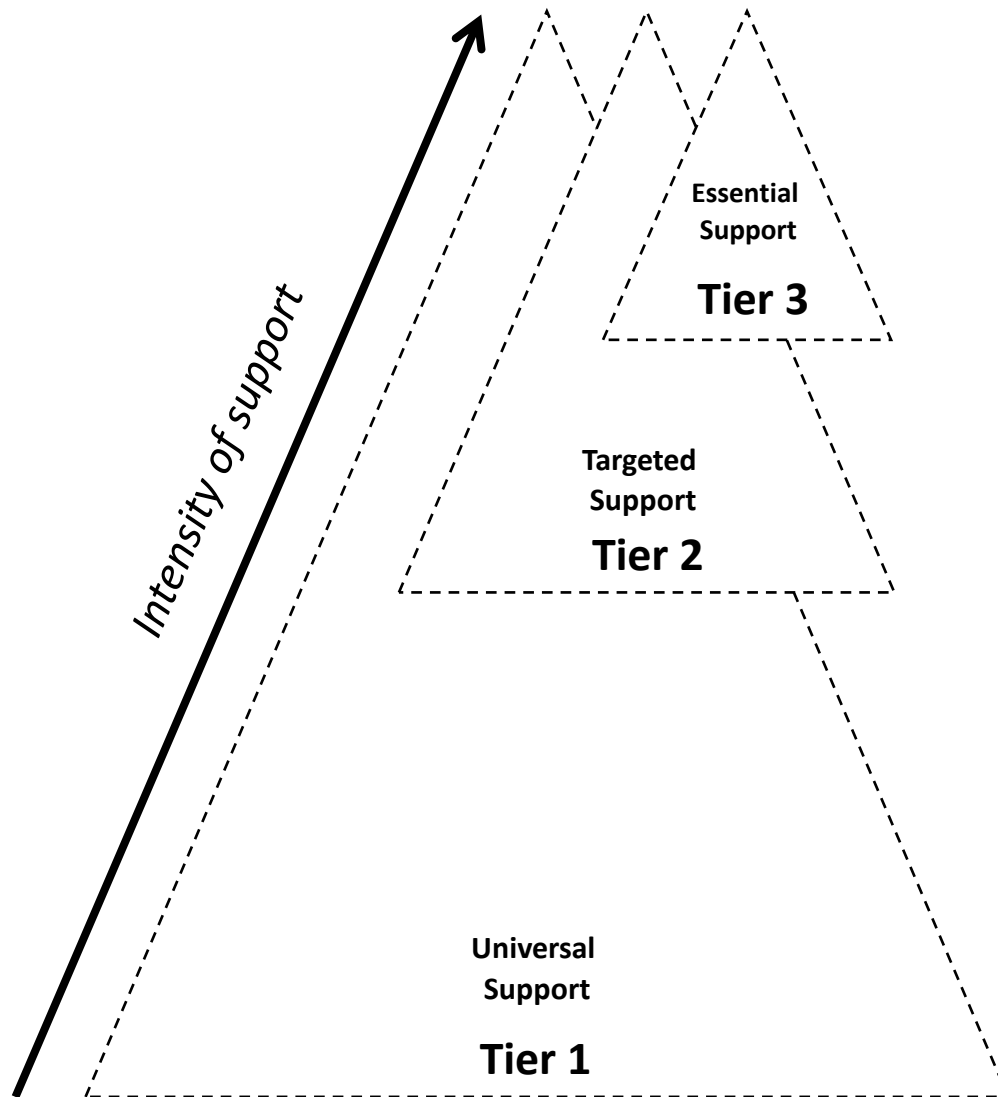 Intensity of support
Essential
Support
Tier 3
Targeted
Support
Tier 2
Universal
Support
Tier 1